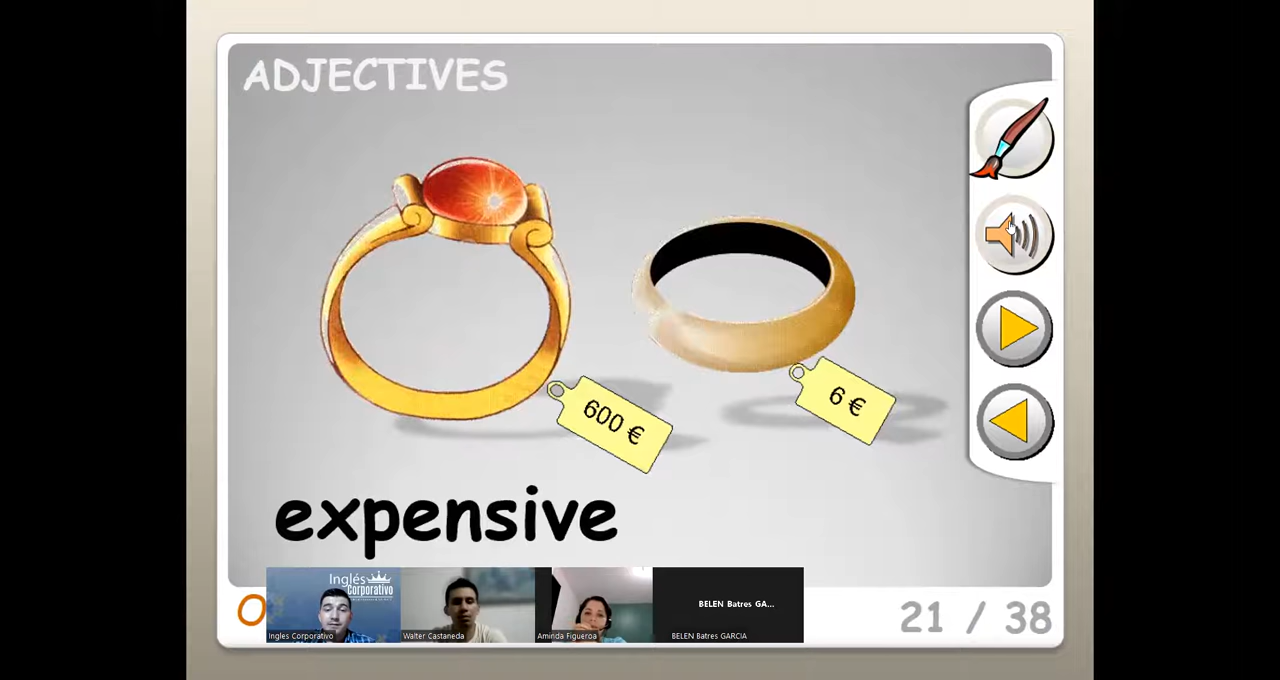 ADJECTIVES
600 €
6 €
expensive
O
Inglés
Corporativo
BELEN Batres GA...
Ingles Corporativo
Walter Castaneda
Aminda Figueroa
BELEN Batres GARCIA
21 / 38